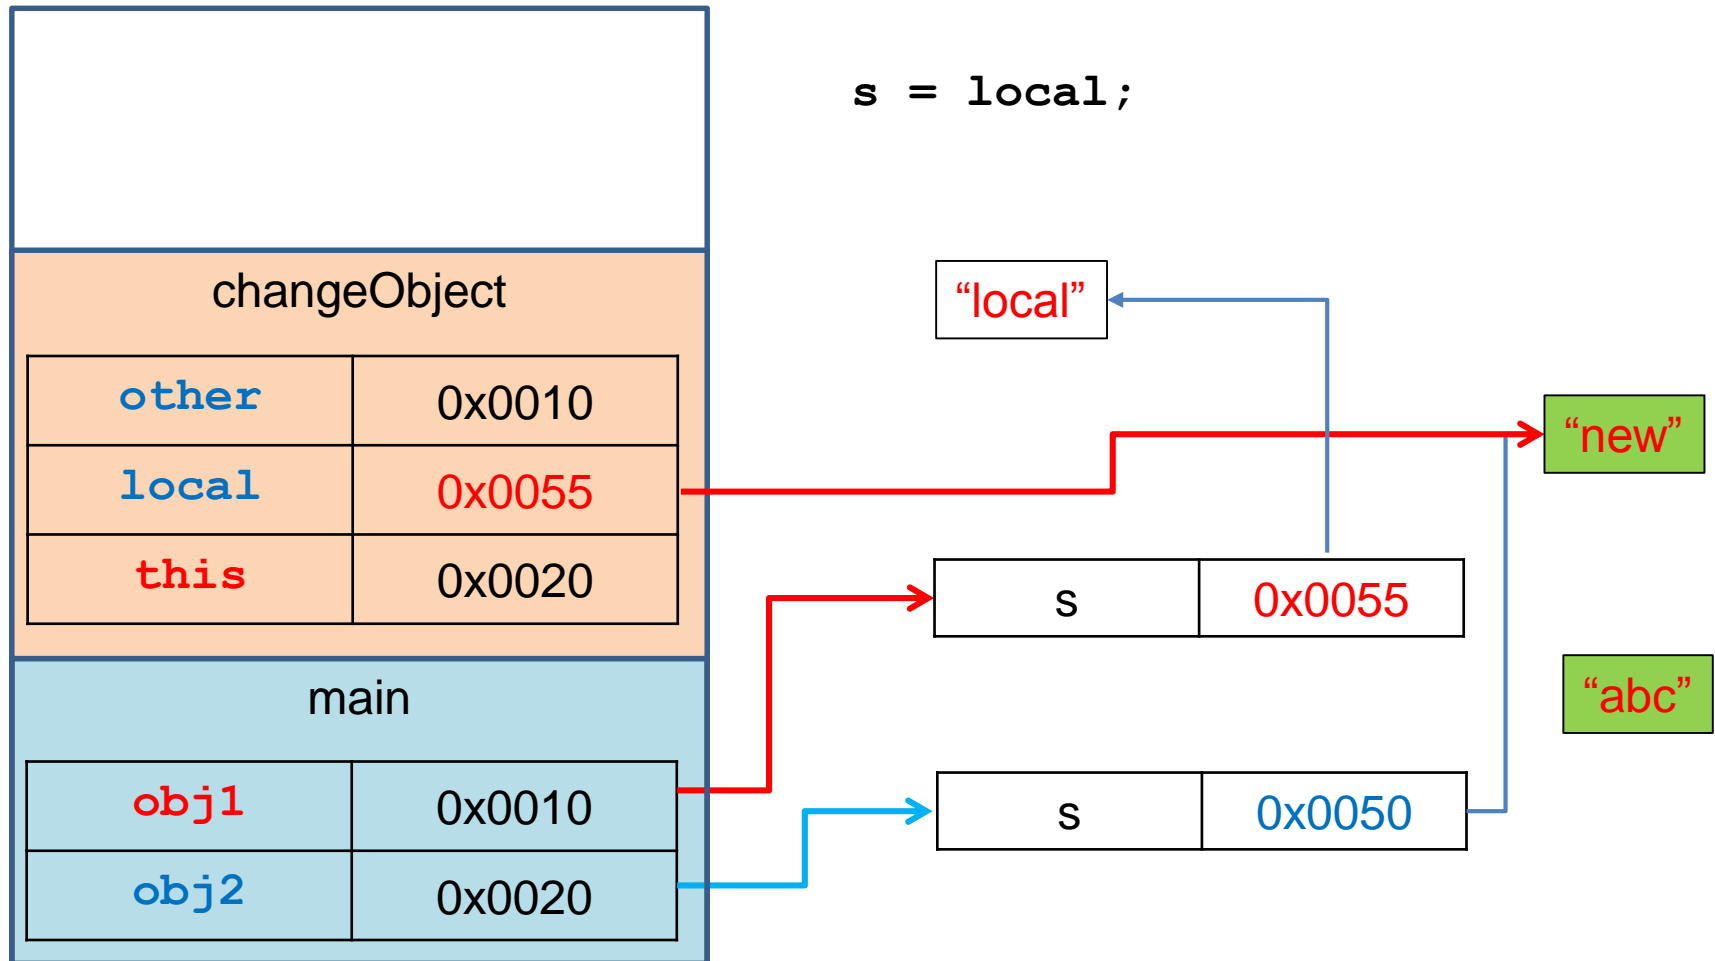 s = local;
changeObject
other 0x0010
local 0x0055
this 0x0020
main
obj1 0x0010
obj2 0x0020
“local”
“new”
s 0x0055
“abc”
s 0x0050